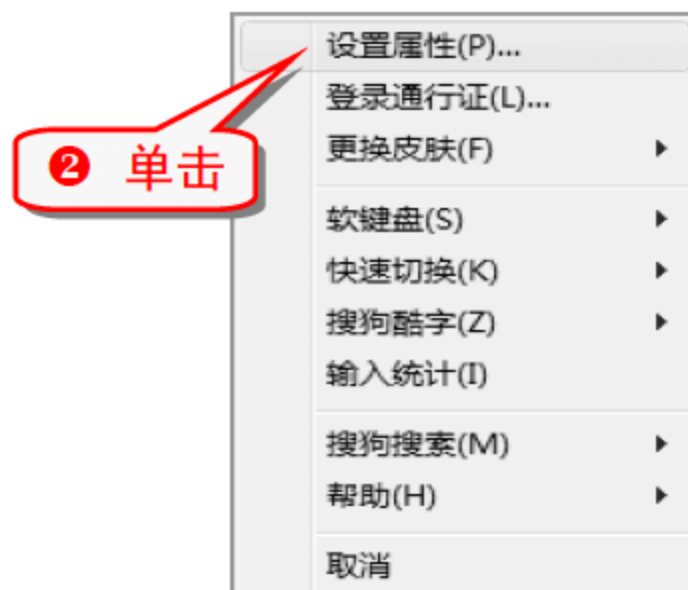 设置属性(P)...
登录通行证(L)...
❷ 单击
更换皮肤(F)
软键盘(S)
快速切换(K)
搜狗酷字(Z)
输入统计(I)
搜狗搜索(M)
帮助(H)
取消